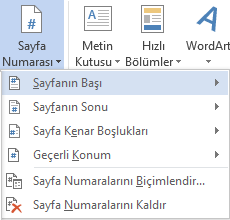 Sayfa Numarası
Metin Kutusu
Hızlı Bölümler
WordArt
Sayfanın Başı
Sayfanın Sonu
Sayfa Kenar Boşlukları
Geçerli Konum
Sayfa Numaralarını Biçimlendir...
Sayfa Numaralarını Kaldır